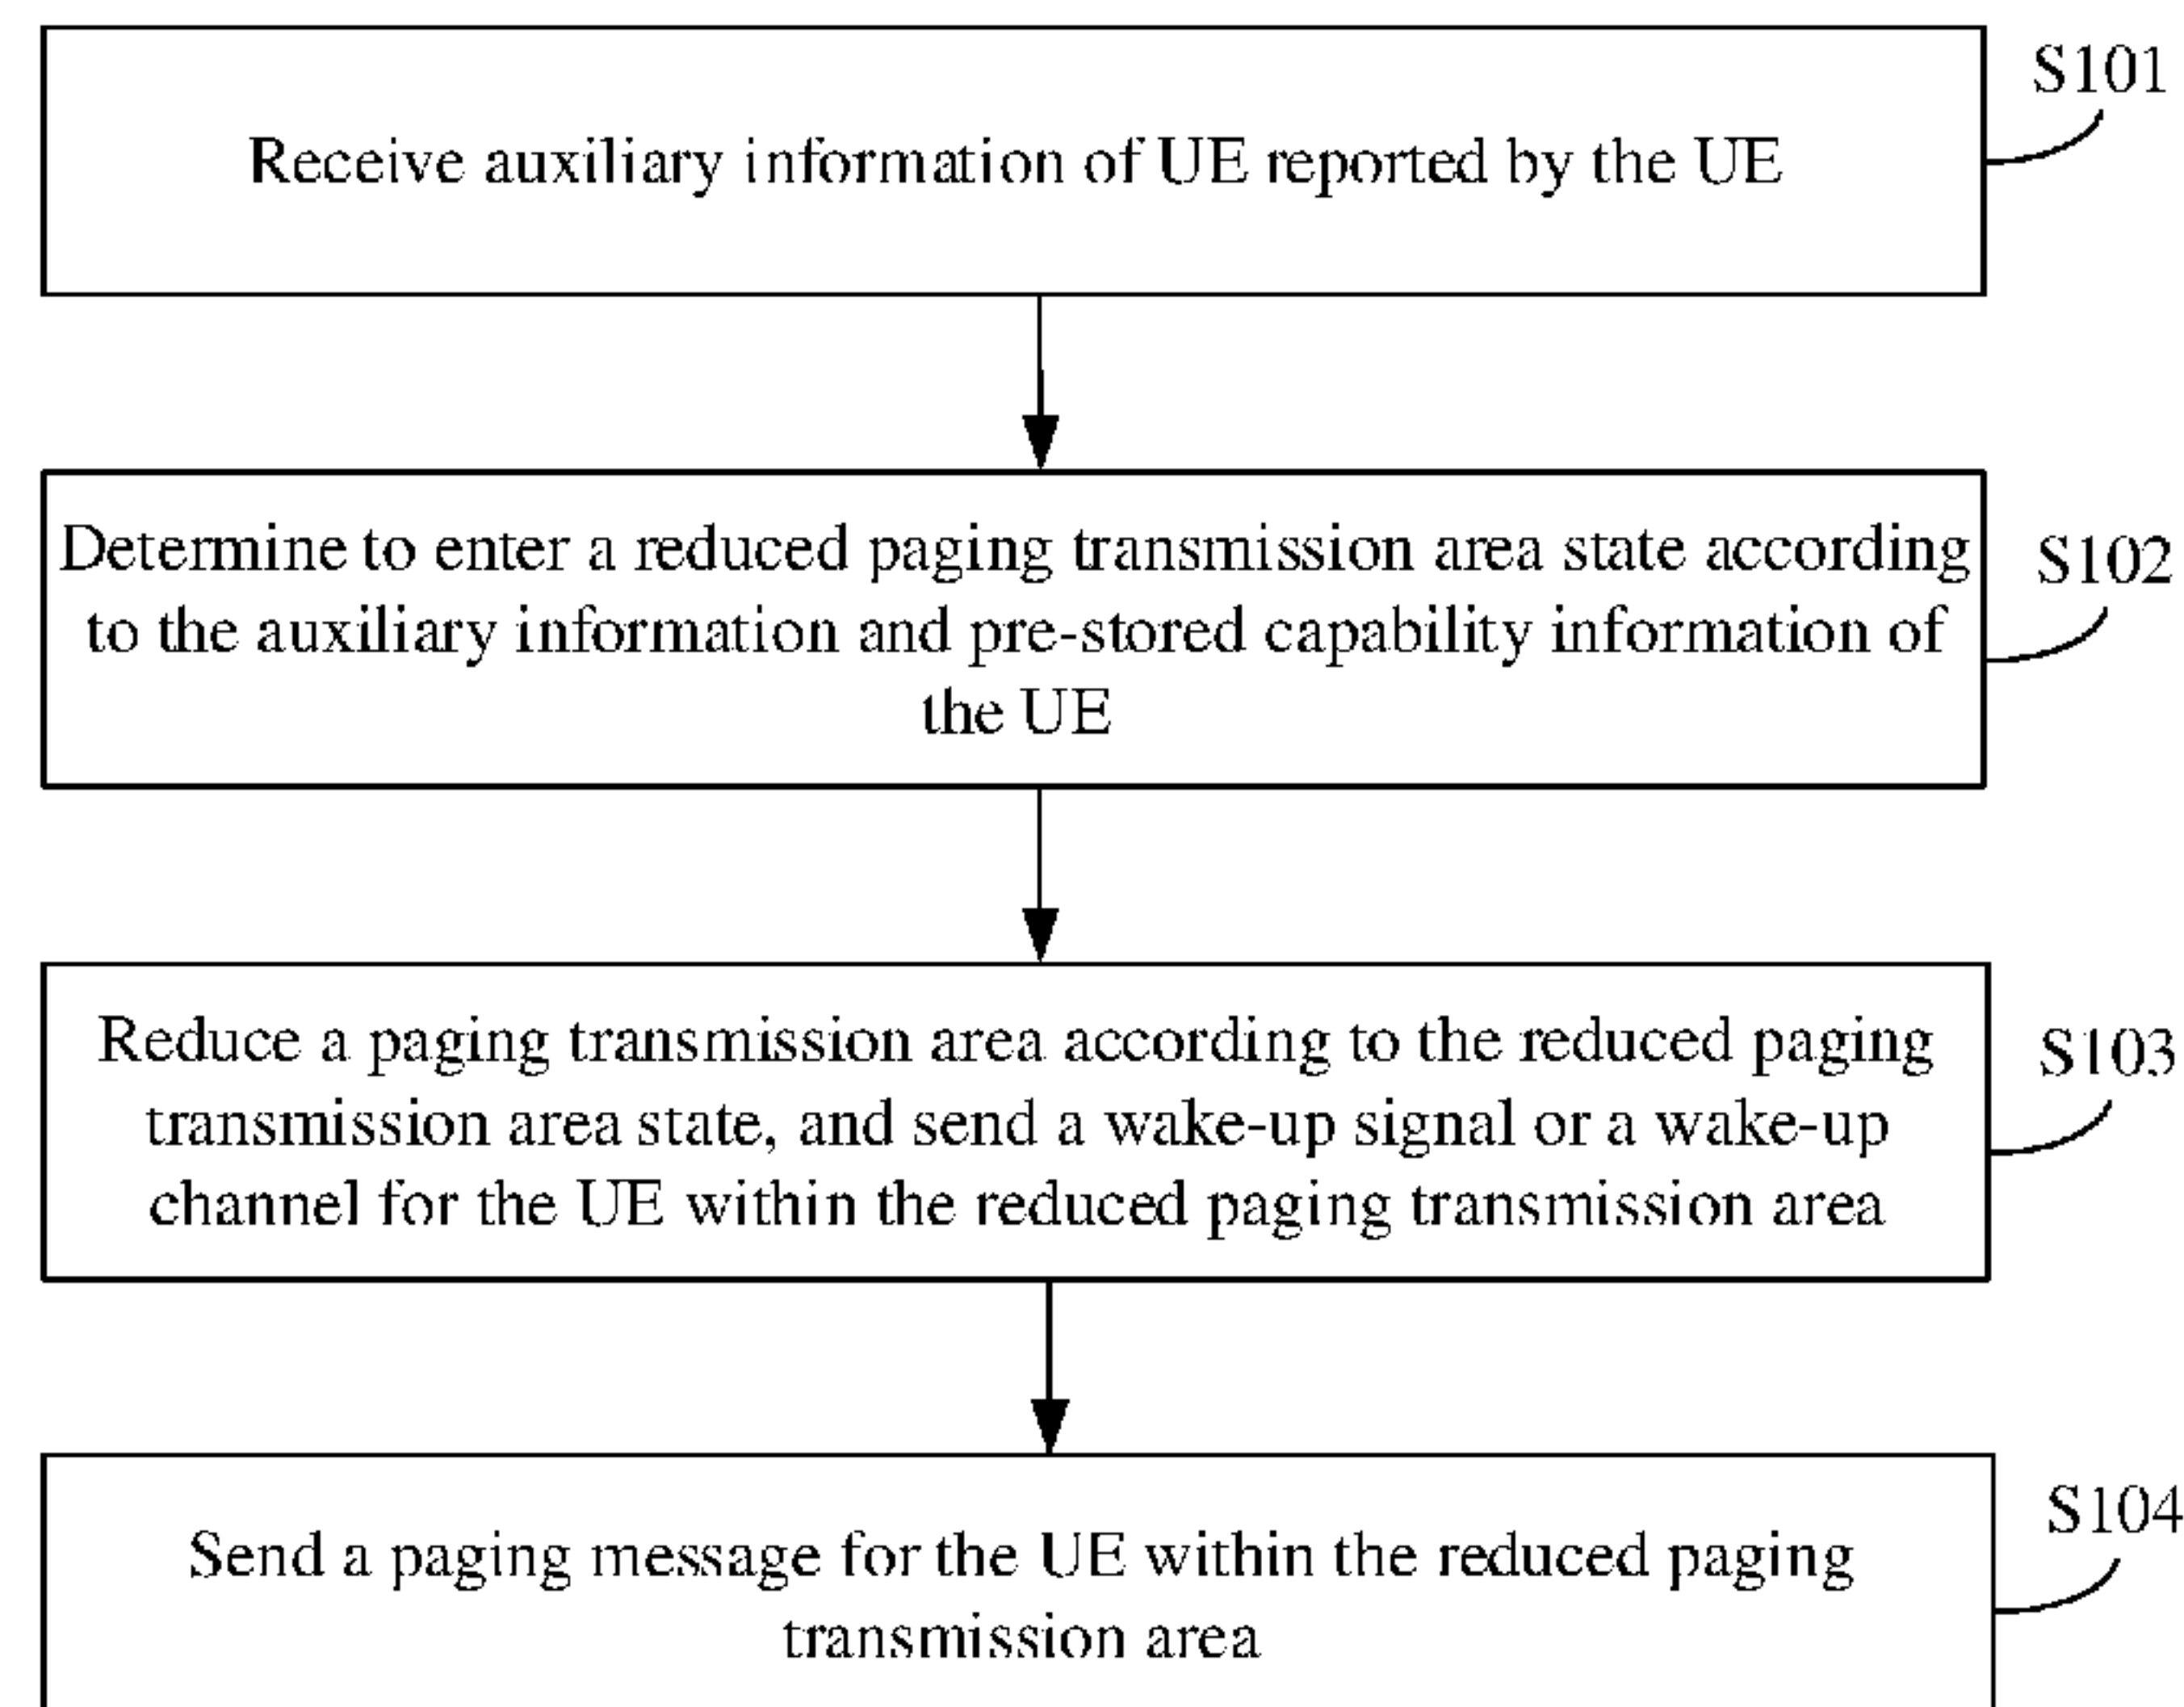 S101
Receive auxiliary information of UE reported by the UE
Determine to enter a reduced paging transmission area state according
S102
to the auxiliary information and pre-stored capability information of
the UE
Reduce a paging transmission area according to the reduced paging
S103
transmission area state, and send a wake-up signal or a wake-up
channel for the UE within the reduced paging transmission area
S104
Send a paging message for the UE within the reduced paging
transmission area